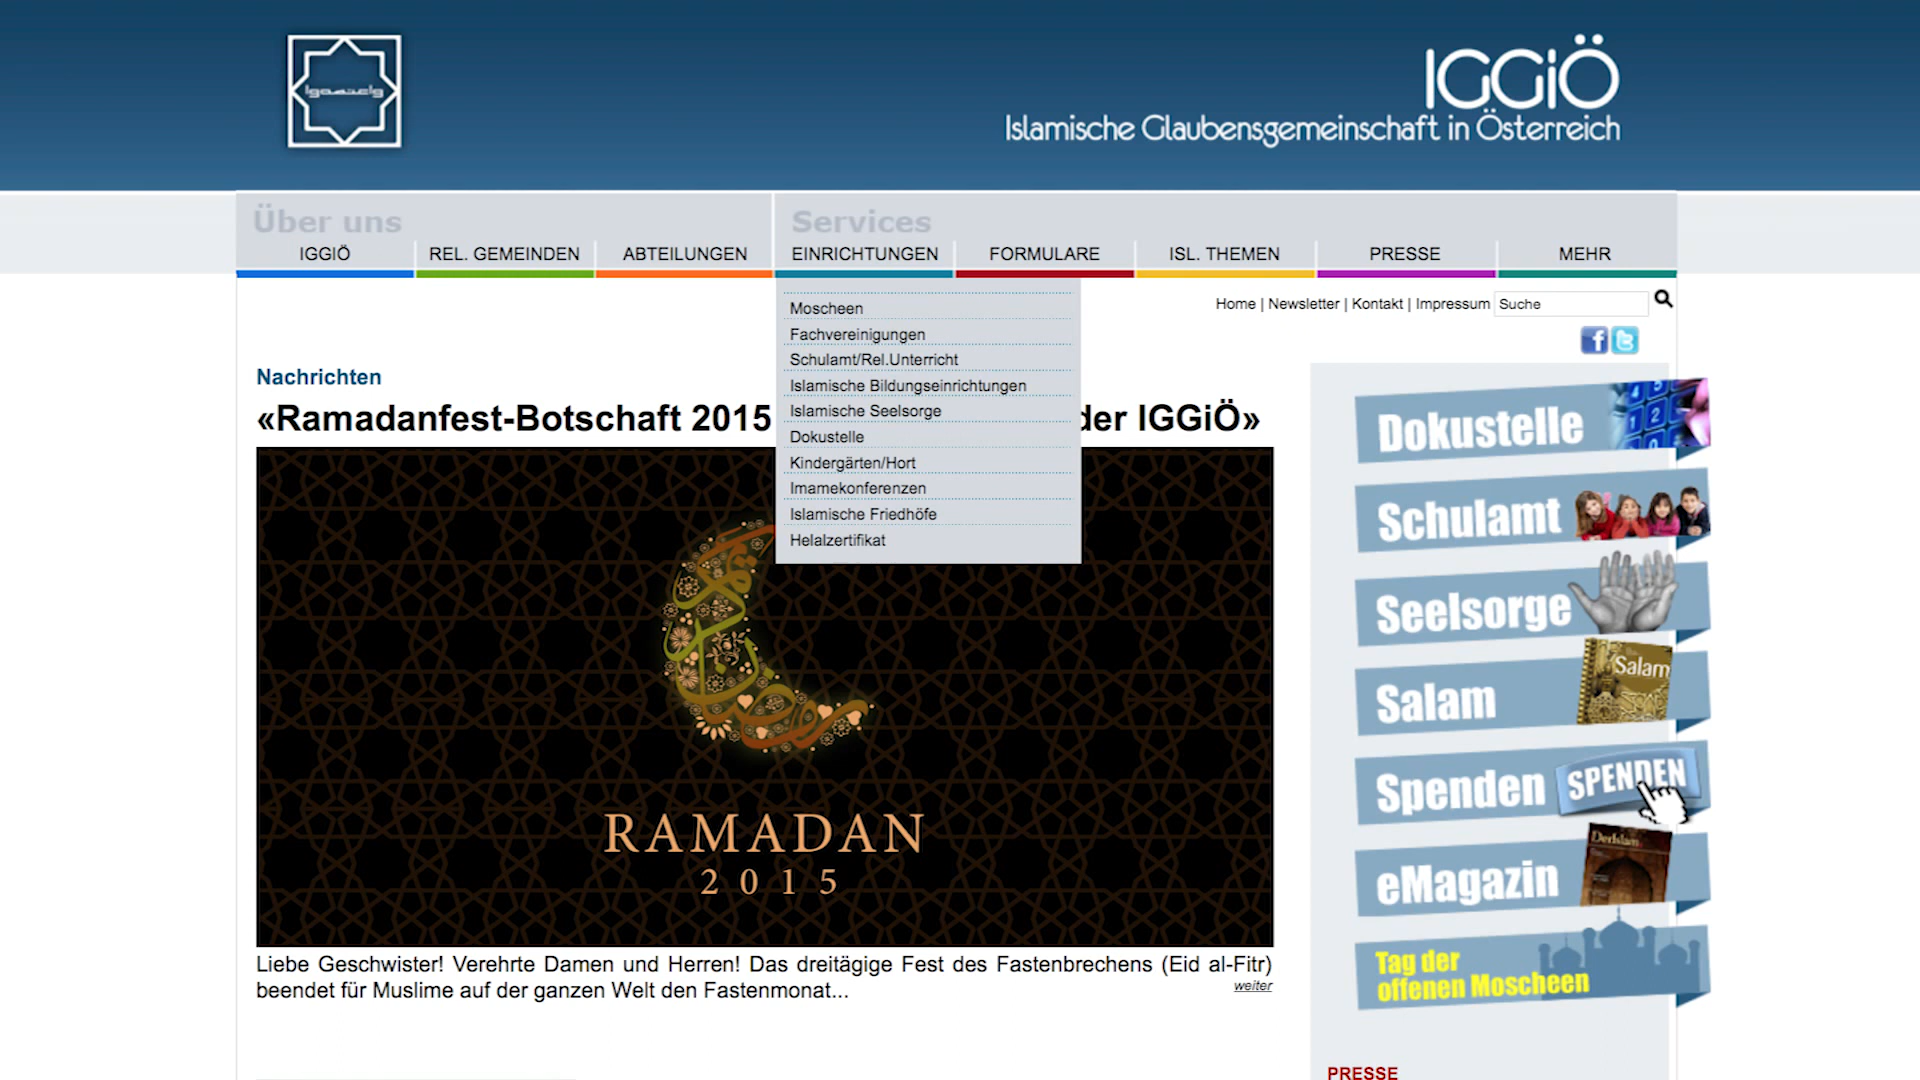 IGGiÖ
Islamische Glaubensgemeinschaft in Österreich
Über uns
Services
IGGIÖ
REL. GEMEINDEN
ABTEILUNGEN
EINRICHTUNGEN
FORMULARE
ISL. THEMEN
PRESSE
MEHR
Moscheen
Fachvereinigungen
Schulamt/Rel.Unterricht
Islamische Bildungseinrichtungen
Islamische Seelsorge
Dokustelle
Kindergärten/Hort
Imamekonferenzen
Islamische Friedhöfe
Helalzertifikat
Home | Newsletter | Kontakt | Impressum
Suche
Nachrichten
«Ramadanfest-Botschaft 2015 der IGGiÖ»
RAMADAN
2015
Liebe Geschwister! Verehrte Damen und Herren! Das dreitägige Fest des Fastenbrechens (Eid al-Fitr)
beendet für Muslime auf der ganzen Welt den Fastenmonat...
weiter
Dokustelle
Schulamt
Seelsorge
Salam
Salam
Spenden
SPENDEN
eMagazin
DerIslam
Tag der
offenen Moscheen
PRESSE